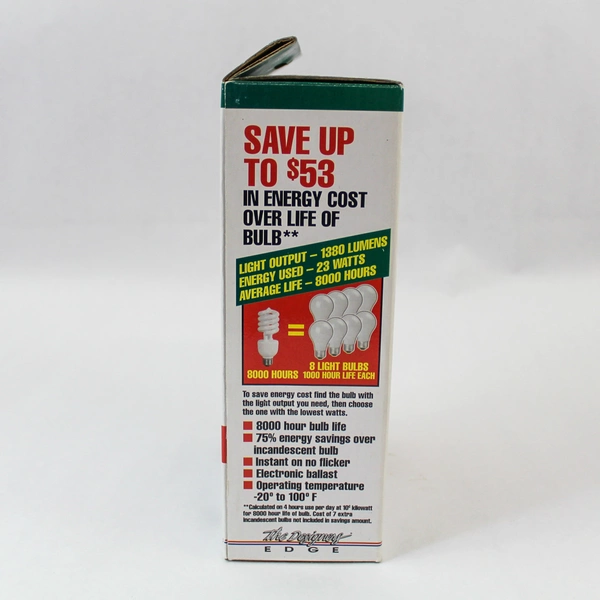 SAVE UP
TO $53
IN ENERGY COST
OVER LIFE OF
BULB**
LIGHT OUTPUT – 1380 LUMENS
ENERGY USED – 23 WATTS
AVERAGE LIFE – 8000 HOURS
=
8 LIGHT BULBS
8000 HOURS 1000 HOUR LIFE EACH
To save energy cost find the bulb with
the light output you need, then choose
the one with the lowest watts.
8000 hour bulb life
75% energy savings over
incandescent bulb
Instant on no flicker
Electronic ballast
Operating temperature
-20° to 100° F
**Calculated on 4 hours use per day at 10¢ kilowatt
for 8000 hour life of bulb. Cost of 7 extra
incandescent bulbs not included in savings amount.
The Designers
EDGE